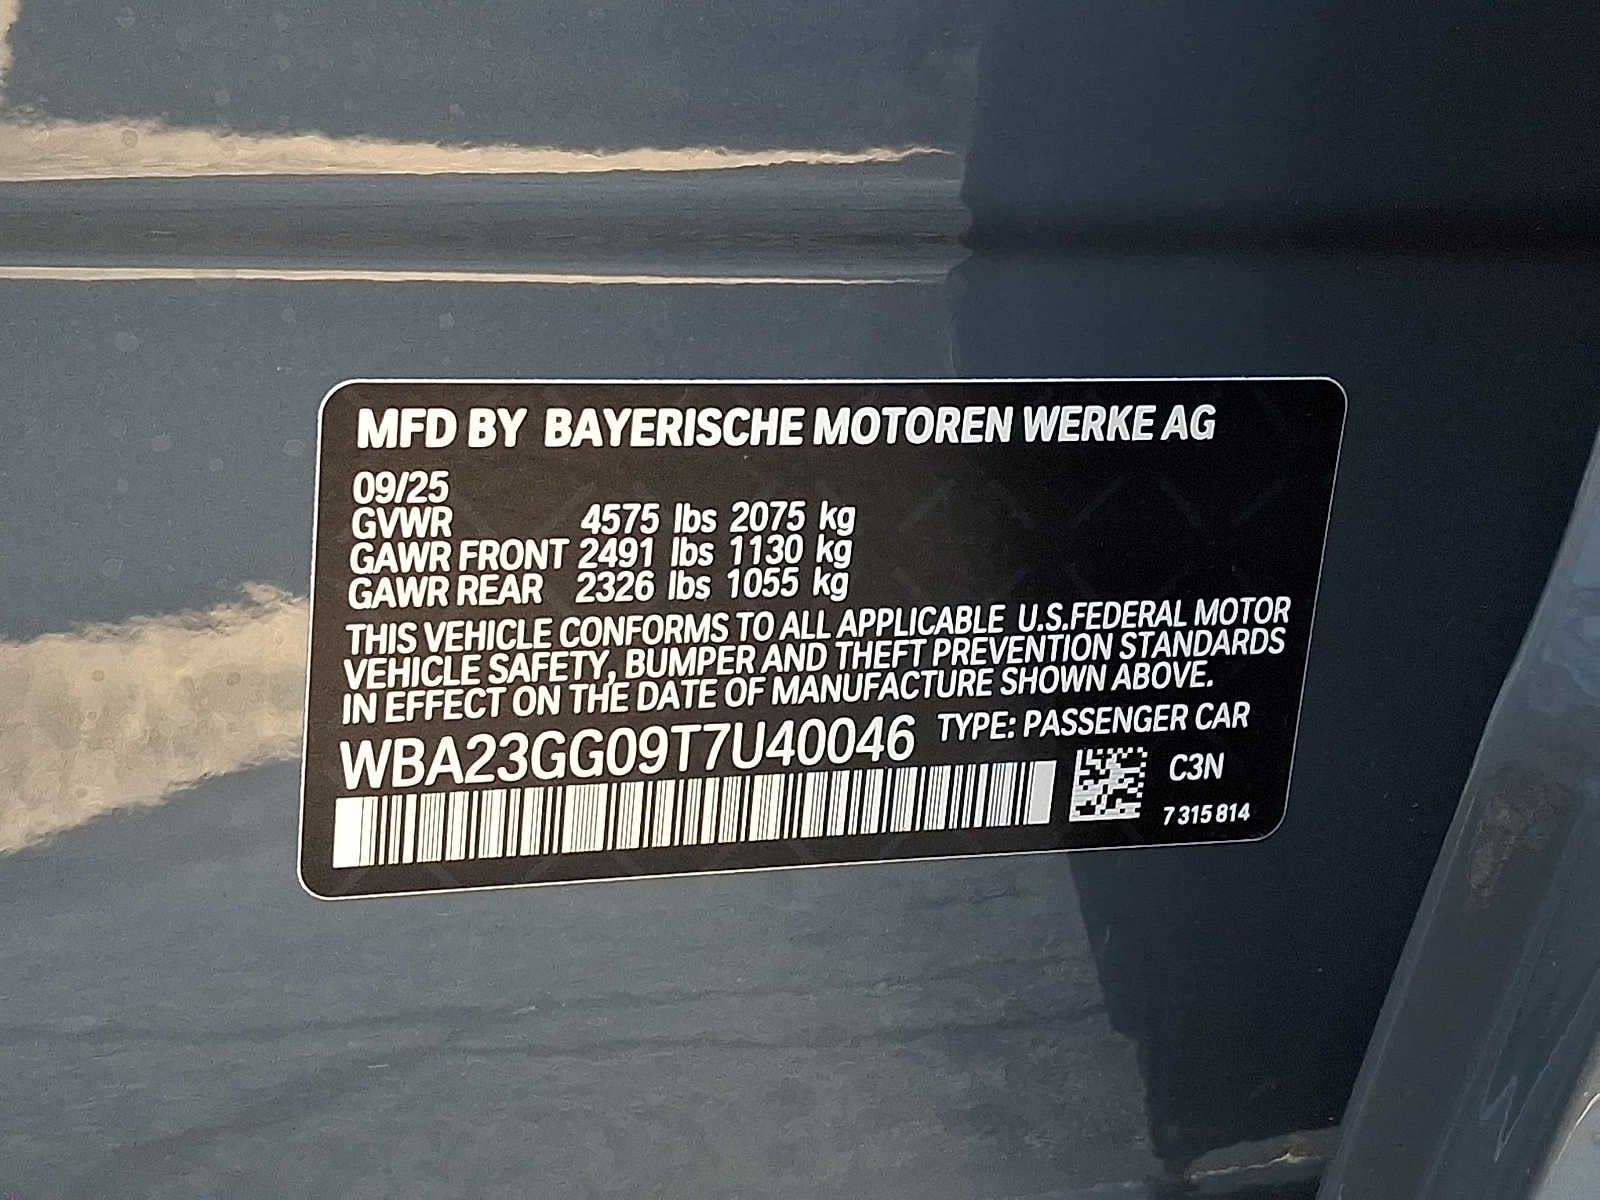 MFD BY BAYERISCHE MOTOREN WERKE AG
09/25
GVWR 4575 lbs 2075 kg
GAWR FRONT 2491 lbs 1130 kg
GAWR REAR 2326 lbs 1055 kg
THIS VEHICLE CONFORMS TO ALL APPLICABLE U.S.FEDERAL MOTOR
VEHICLE SAFETY, BUMPER AND THEFT PREVENTION STANDARDS
IN EFFECT ON THE DATE OF MANUFACTURE SHOWN ABOVE.
WBA23GG09T7U40046 TYPE: PASSENGER CAR
C3N
7 315 814